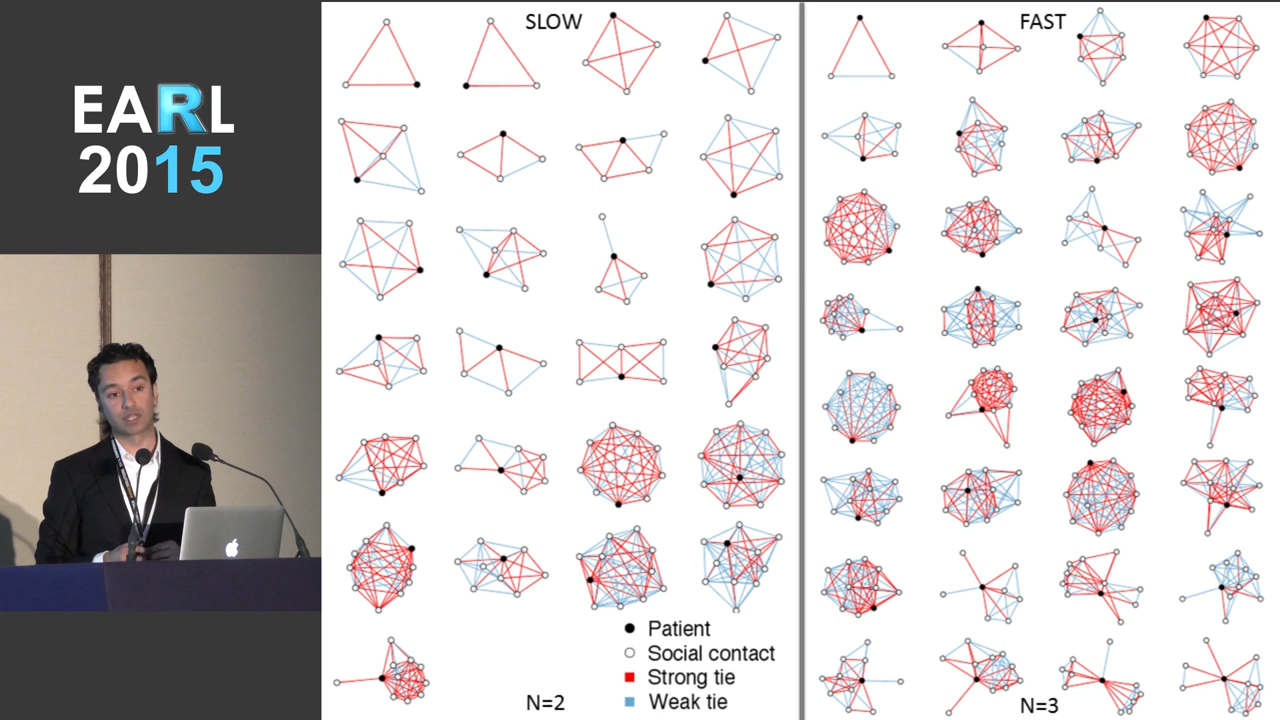 EARL
2015
SLOW
FAST
Patient
Social contact
Strong tie
Weak tie
N=2
N=3